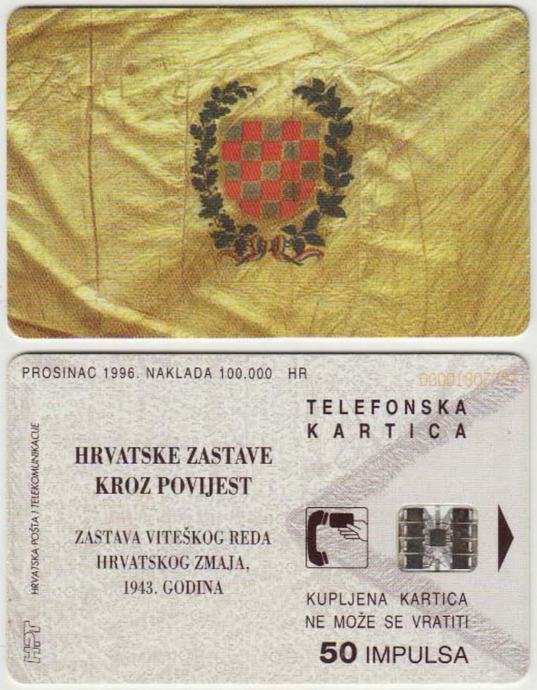 PROSINAC 1996. NAKLADA 100.000 HR
TELEFONSKA
KARTICA
HRVATSKE ZASTAVE
KROZ POVIJEST
ZASTAVA VITEŠKOG REDA
HRVATSKOG ZMAJA,
1943. GODINA
HRVATSKA POŠTA I TELEKOMUNIKACIJE
HPT
KUPLJENA KARTICA
NE MOŽE SE VRATITI
50 IMPULSA